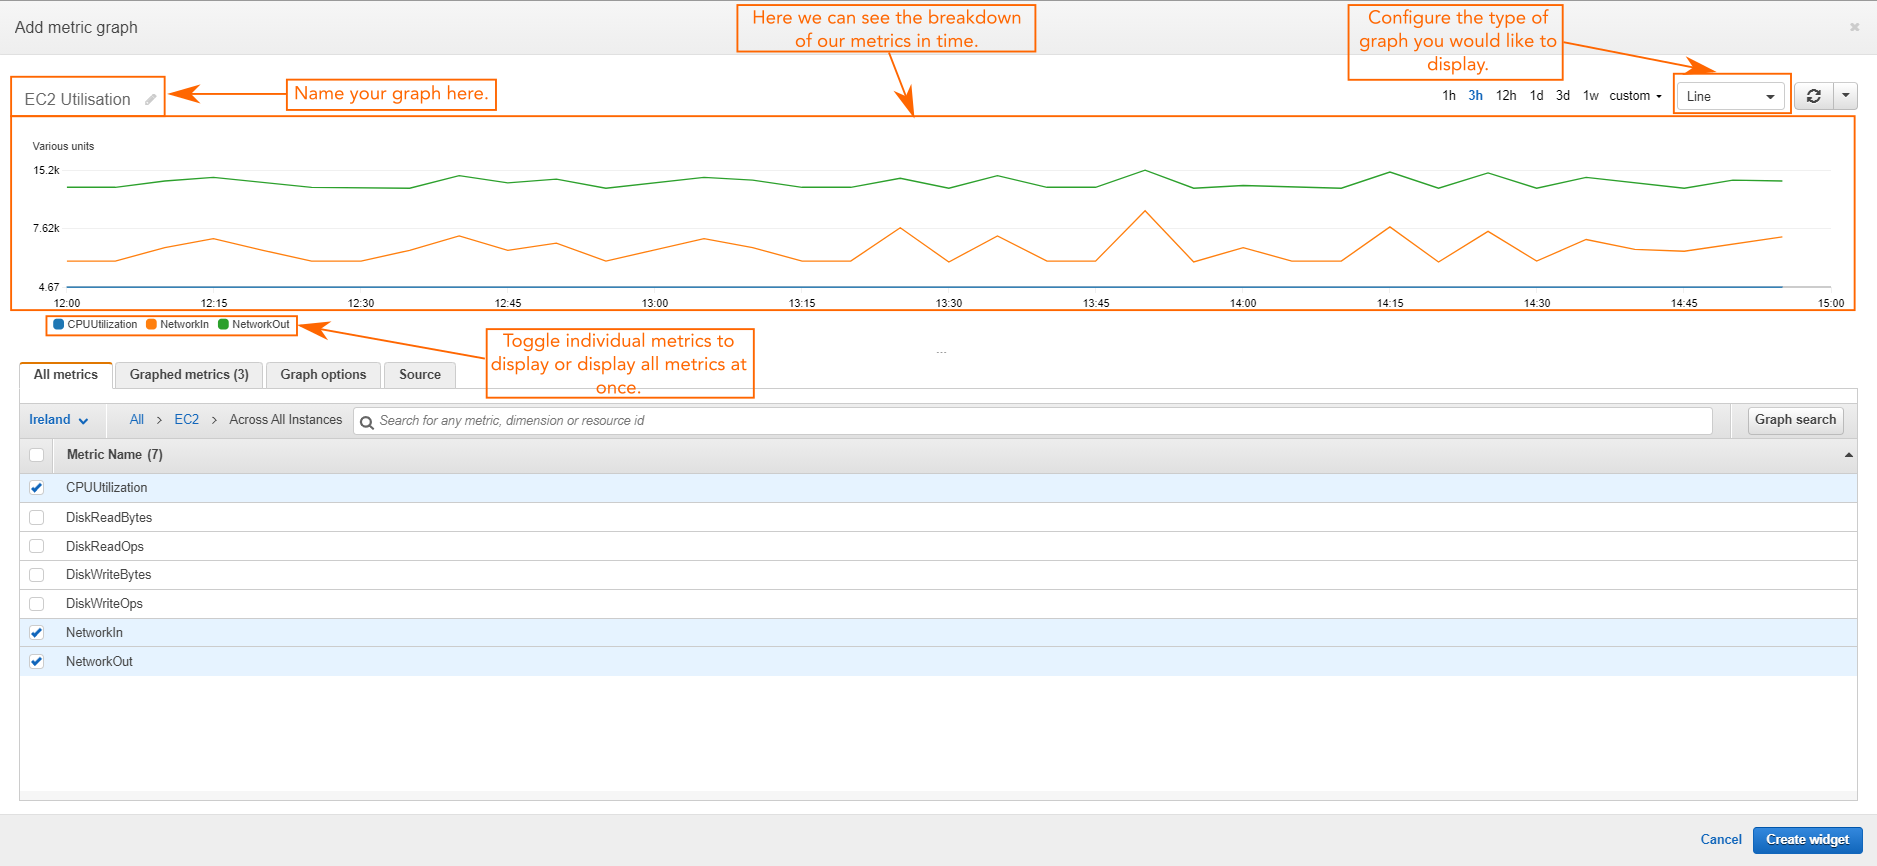 Add metric graph
Here we can see the breakdown
of our metrics in time.
Configure the type of
graph you would like to
display.
EC2 Utilisation
Name your graph here.
1h 3h 12h 1d 3d 1w custom
Line
Various units
15.2k
7.62k
4.67
12:00 12:15 12:30 12:45 13:00 13:15 13:30 13:45 14:00 14:15 14:30 14:45 15:00
CPUUtilization NetworkIn NetworkOut
Toggle individual metrics to
display or display all metrics at
once.
...
All metrics Graphed metrics (3) Graph options Source
Ireland All > EC2 > Across All Instances Search for any metric, dimension or resource id Graph search
Metric Name (7)
CPUUtilization
DiskReadBytes
DiskReadOps
DiskWriteBytes
DiskWriteOps
NetworkIn
NetworkOut
Cancel Create widget